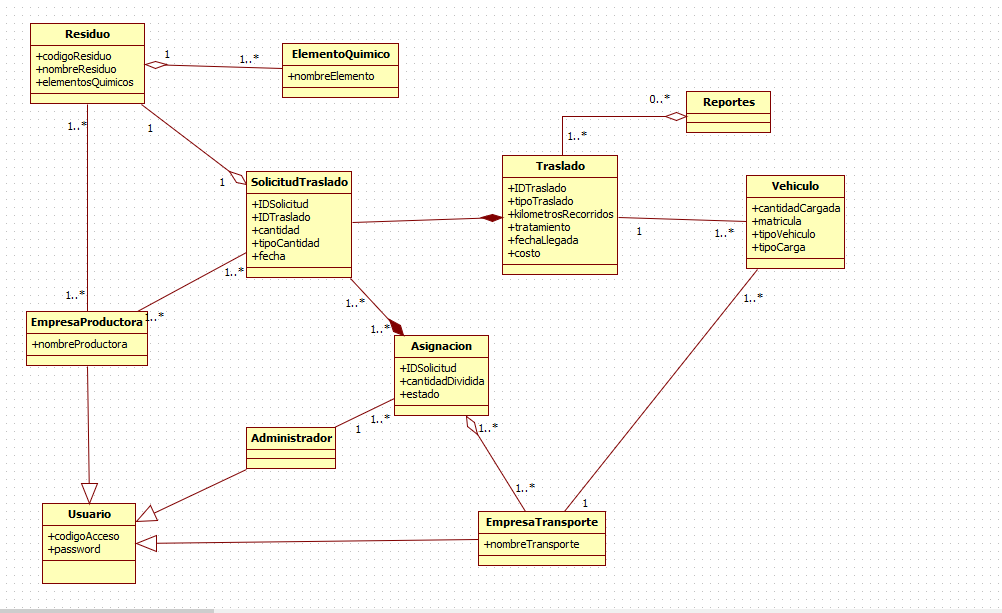 Residuo
+codigoResiduo
+nombreResiduo
+elementosQuimicos
1
1..*
ElementoQuimico
+nombreElemento
0..*
Reportes
1..*
1..*
1
1
SolicitudTraslado
+IDSolicitud
+IDTraslado
+cantidad
+tipoCantidad
+fecha
Traslado
+IDTraslado
+tipoTraslado
+kilometrosRecorridos
+tratamiento
+fechaLlegada
+costo
1
1..*
Vehiculo
+cantidadCargada
+matricula
+tipoVehiculo
+tipoCarga
1..*
1..*
1..*
1..*
1..*
1..*
EmpresaProductora
+nombreProductora
Asignacion
+IDSolicitud
+cantidadDividida
+estado
1..*
1
1..*
Administrador
1..*
1
Usuario
+codigoAcceso
+password
EmpresaTransporte
+nombreTransporte